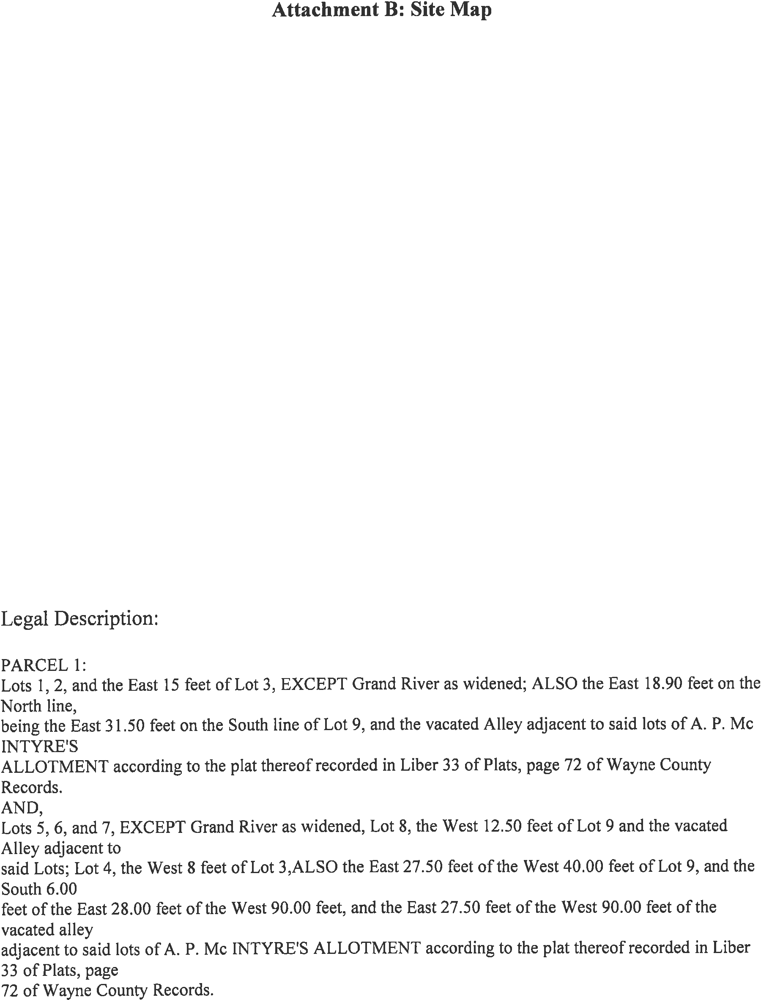 Attachment B: Site Map
Legal Description:
PARCEL 1:
Lots 1, 2, and the East 15 feet of Lot 3, EXCEPT Grand River as widened; ALSO the East 18.90 feet on the
North line,
being the East 31.50 feet on the South line of Lot 9, and the vacated Alley adjacent to said lots of A. P. Mc
INTYRE'S
ALLOTMENT according to the plat thereof recorded in Liber 33 of Plats, page 72 of Wayne County
Records.
AND,
Lots 5, 6, and 7, EXCEPT Grand River as widened, Lot 8, the West 12.50 feet of Lot 9 and the vacated
Alley adjacent to
said Lots; Lot 4, the West 8 feet of Lot 3,ALSO the East 27.50 feet of the West 40.00 feet of Lot 9, and the
South 6.00
feet of the East 28.00 feet of the West 90.00 feet, and the East 27.50 feet of the West 90.00 feet of the
vacated alley
adjacent to said lots of A. P. Mc INTYRE'S ALLOTMENT according to the plat thereof recorded in Liber
33 of Plats, page
72 of Wayne County Records.